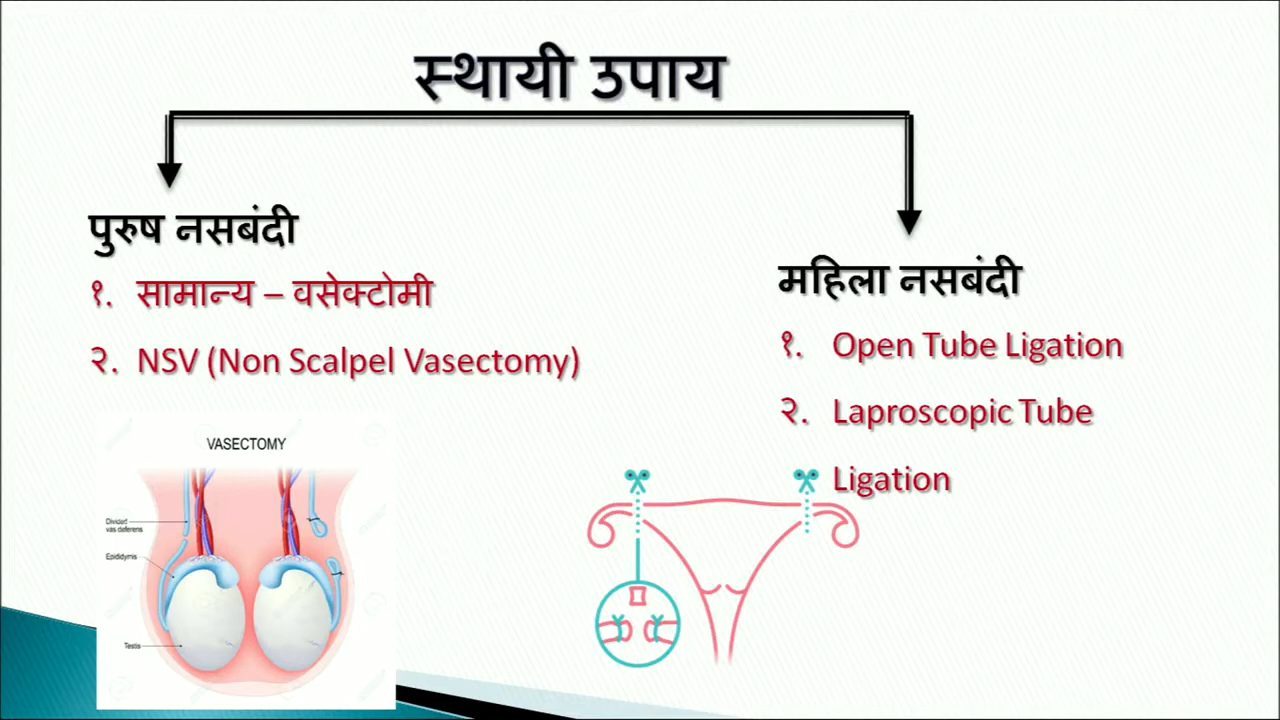 स्थायी उपाय
पुरुष नसबंदी
१. सामान्य – वसेक्टोमी
२. NSV (Non Scalpel Vasectomy)
महिला नसबंदी
१. Open Tube Ligation
२. Laproscopic Tube
Ligation
VASECTOMY
Divided
vas deferens
Epididymis
Testis